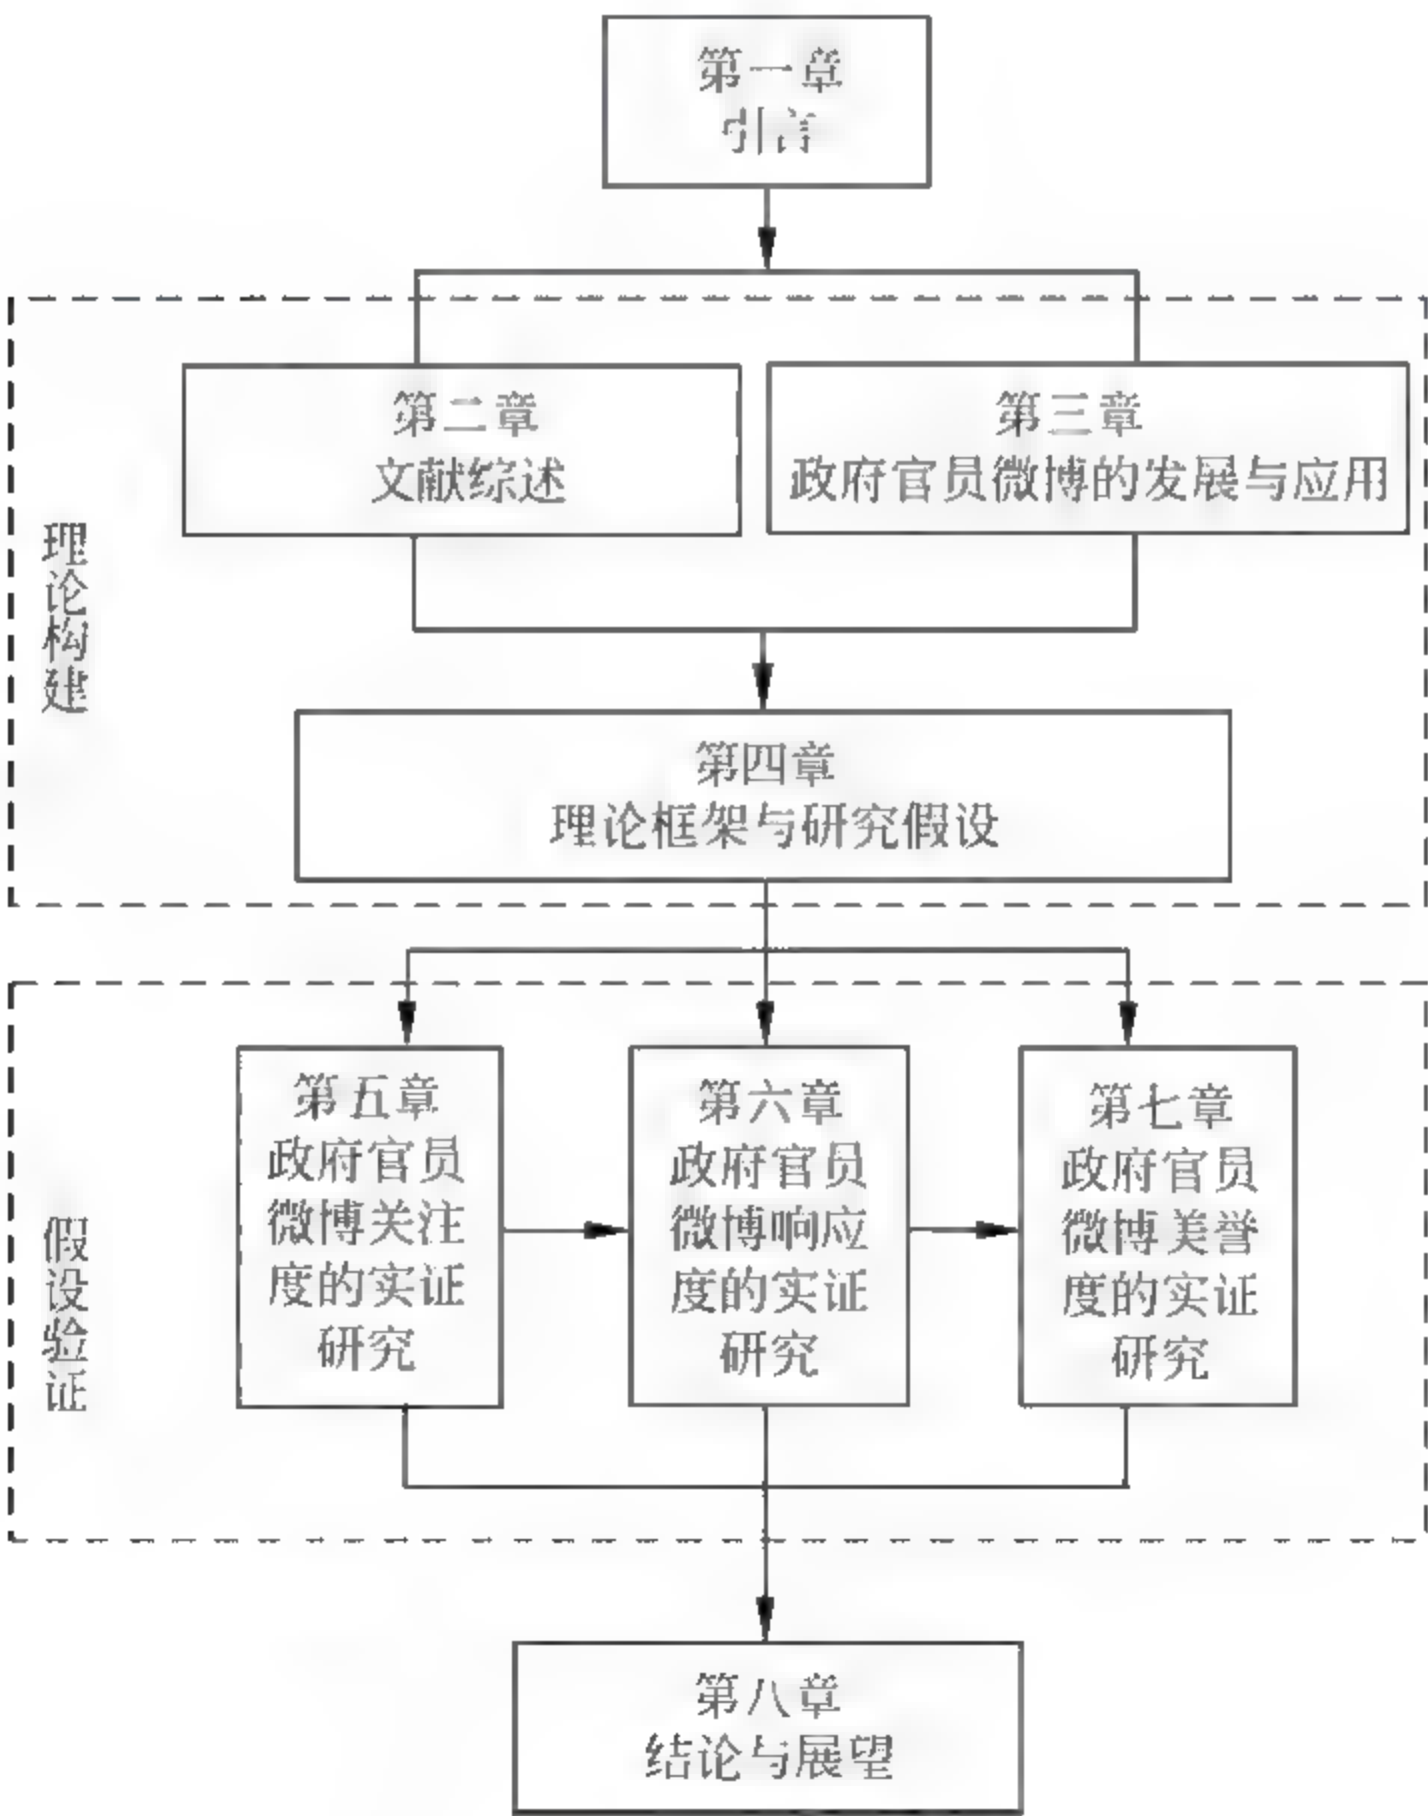 第一章
引言
理论构建
第二章
文献综述
第三章
政府官员微博的发展与应用
第四章
理论框架与研究假设
假设验证
第五章
政府官员
微博关注
度的实证
研究
第六章
政府官员
微博响应
度的实证
研究
第七章
政府官员
微博美誉
度的实证
研究
第八章
结论与展望